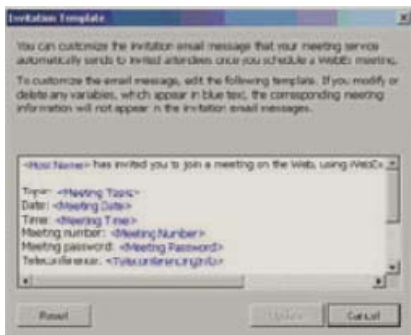 Invitation Template
You can customize the invitation email message that your meeting service
automatically sends to invited attendees once you schedule a WebEx meeting.
To customize the email message, edit the following template. If you modify or
delete any variables, which appear in blue text, the corresponding meeting
information will not appear in the invitation email messages.
<Host Name> has invited you to join a meeting on the Web, using WebEx
Topic: <Meeting Topic>
Date: <Meeting Date>
Time: <Meeting Time>
Meeting number: <Meeting Number>
Meeting password: <Meeting Password>
Teleconference: <TeleconferencingInfo>
Reset
Update
Cancel